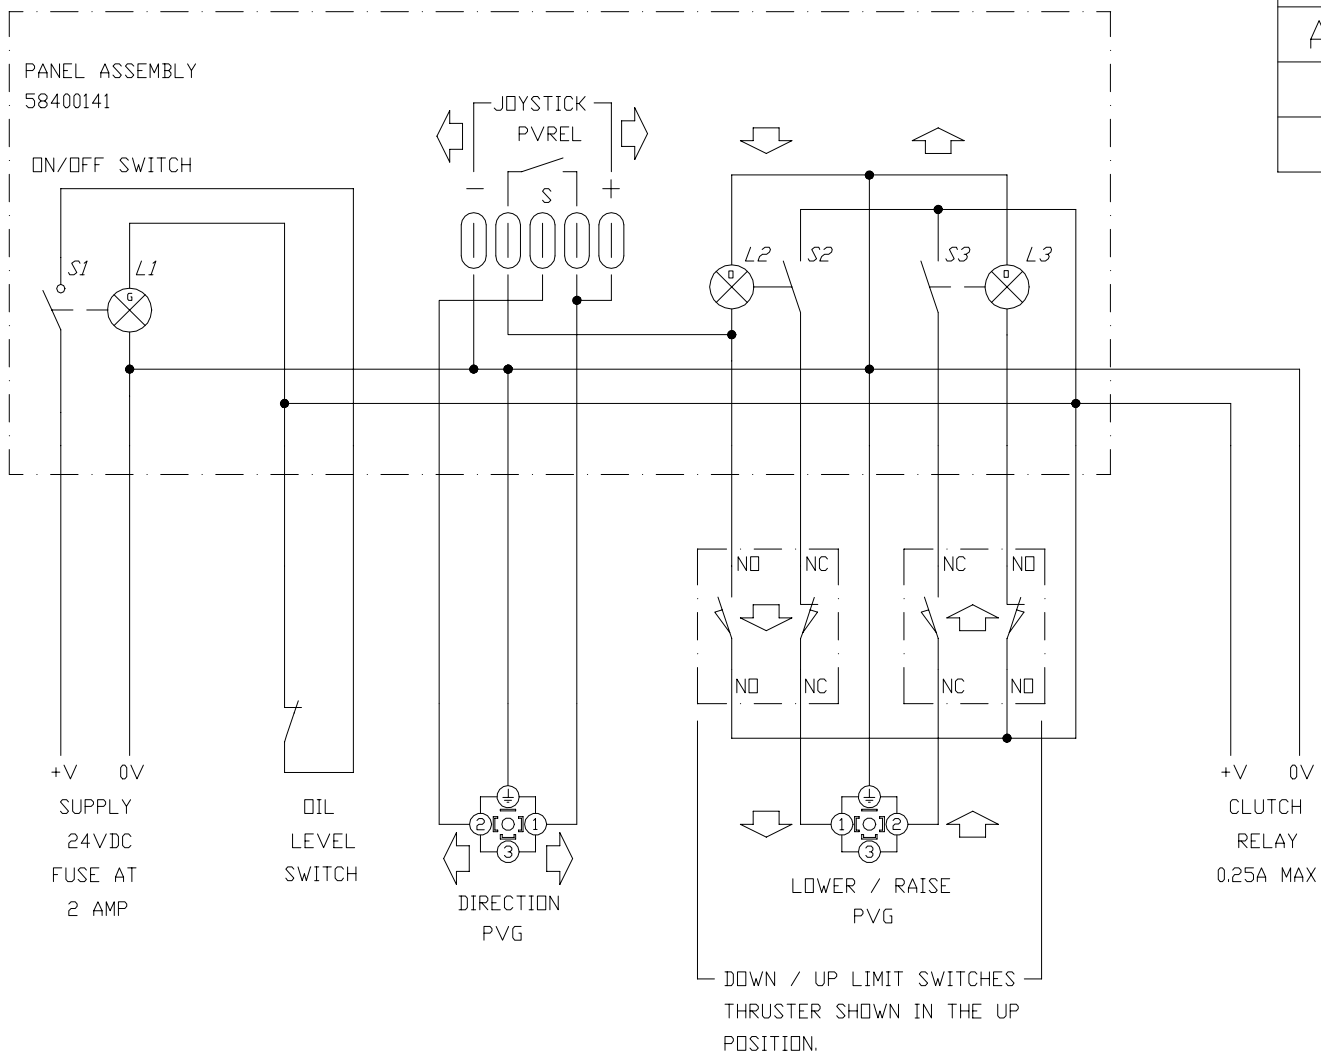 A
PANEL ASSEMBLY
58400141
ON/OFF SWITCH
JOYSTICK
PVREL
-
S
+
S1
L1
G
L2
O
S2
S3
L3
O
NO
NC
NC
NO
NO
NC
NC
NO
+V
0V
SUPPLY
24VDC
FUSE AT
2 AMP
OIL
LEVEL
SWITCH
2
1
3
DIRECTION
PVG
1
2
3
LOWER / RAISE
PVG
+V
0V
CLUTCH
RELAY
0.25A MAX
DOWN / UP LIMIT SWITCHES
THRUSTER SHOWN IN THE UP
POSITION.